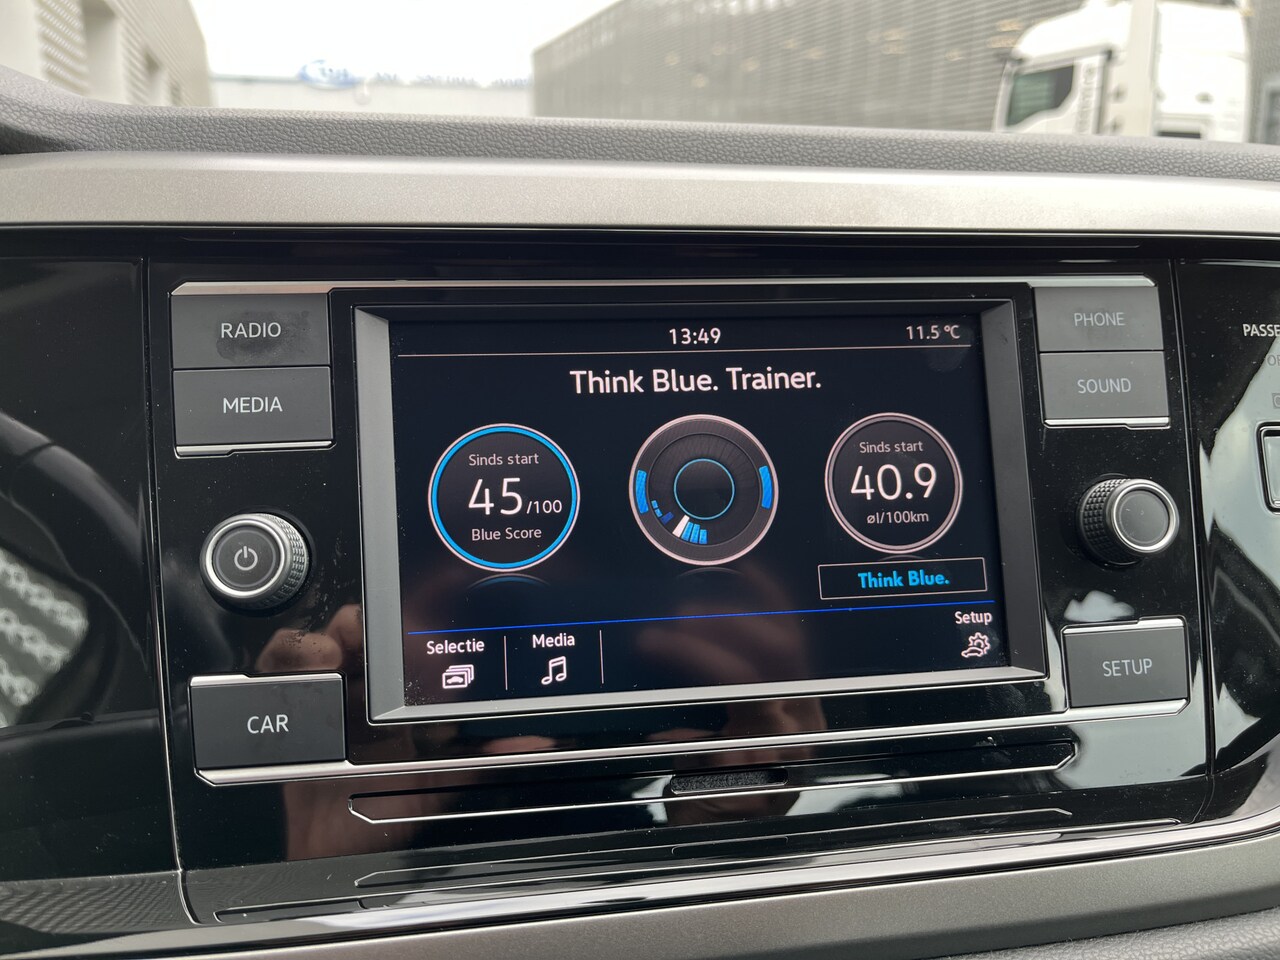 RADIO
MEDIA
CAR
13:49
11.5 °C
Think Blue. Trainer.
Sinds start
45/100
Blue Score
Sinds start
40.9
øl/100km
Think Blue.
Selectie
Media
Setup
PHONE
SOUND
SETUP